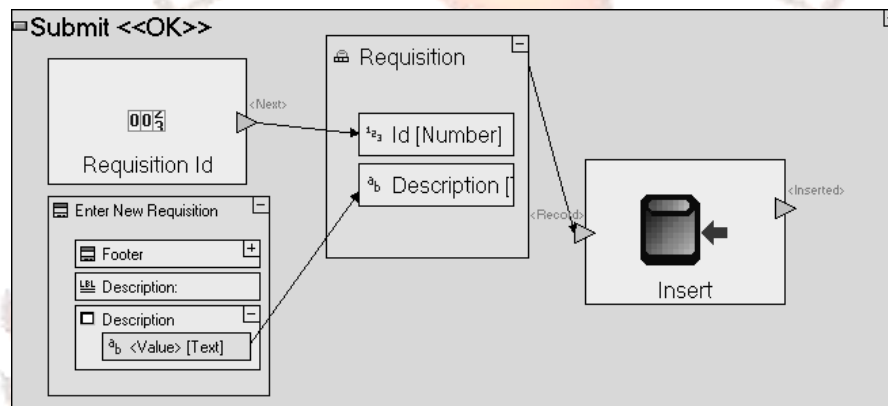 Submit <<OK>>
Requisition Id
<Next>
Requisition
Id [Number]
Description [
Enter New Requisition
Footer
Description:
Description
<Value> [Text]
<Record>
Insert
<Inserted>